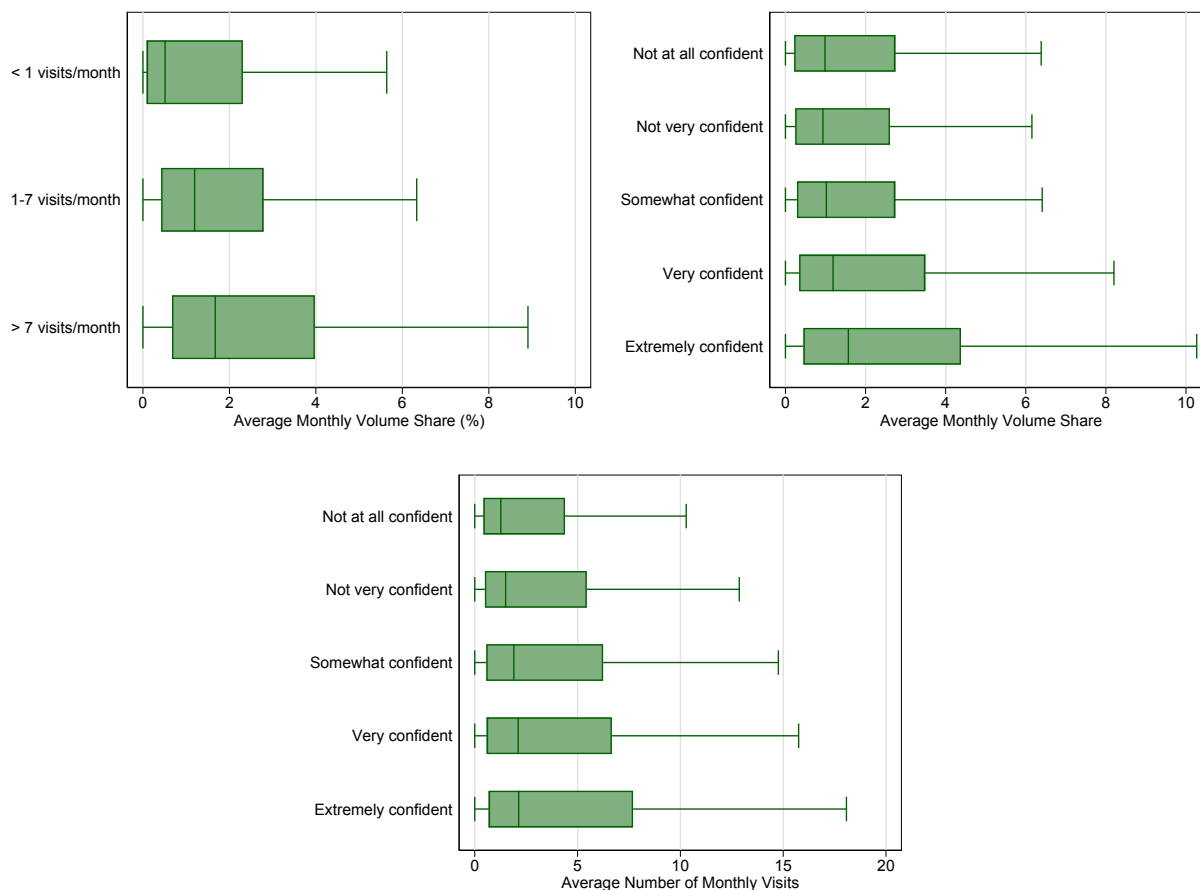 < 1 visits/month
1-7 visits/month
> 7 visits/month
0 2 4 6 8 10
Average Monthly Volume Share (%)
Not at all confident
Not very confident
Somewhat confident
Very confident
Extremely confident
0 2 4 6 8 10
Average Monthly Volume Share
Not at all confident
Not very confident
Somewhat confident
Very confident
Extremely confident
0 5 10 15 20
Average Number of Monthly Visits